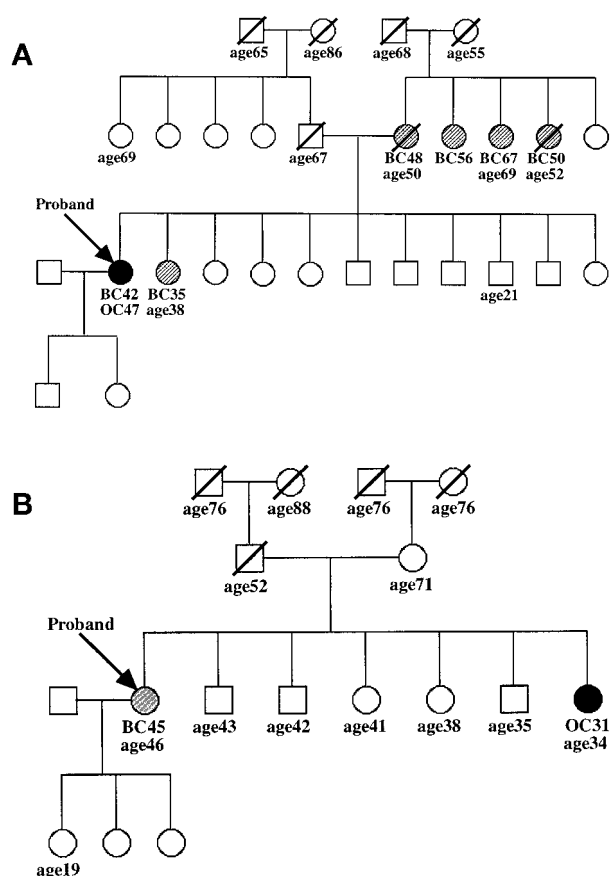 A
age65 age86 age68 age55
age69 age67 BC48 BC56 BC67 BC50
age50 age69 age52
Proband
BC42 BC35 age21
OC47 age38
B
age76 age88 age76 age76
age52 age71
Proband
BC45 age43 age42 age41 age38 age35 OC31
age46 age34
age19